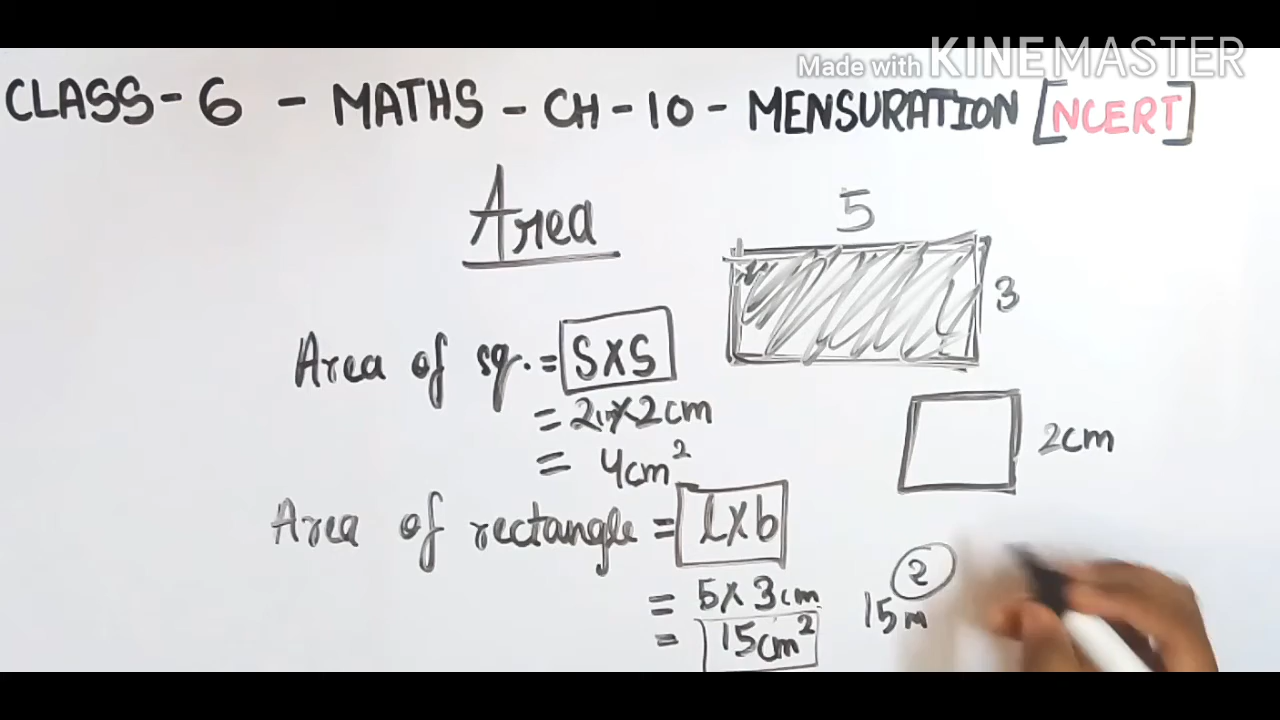 Made with KINEMASTER
CLASS-6 - MATHS - CH-10 - MENSURATION [NCERT]
Area
5
3
Area of sq. = S×S
= 2cm×2cm
= 4cm²
2cm
Area of rectangle = l×b
= 5×3cm
= 15cm²
15m²